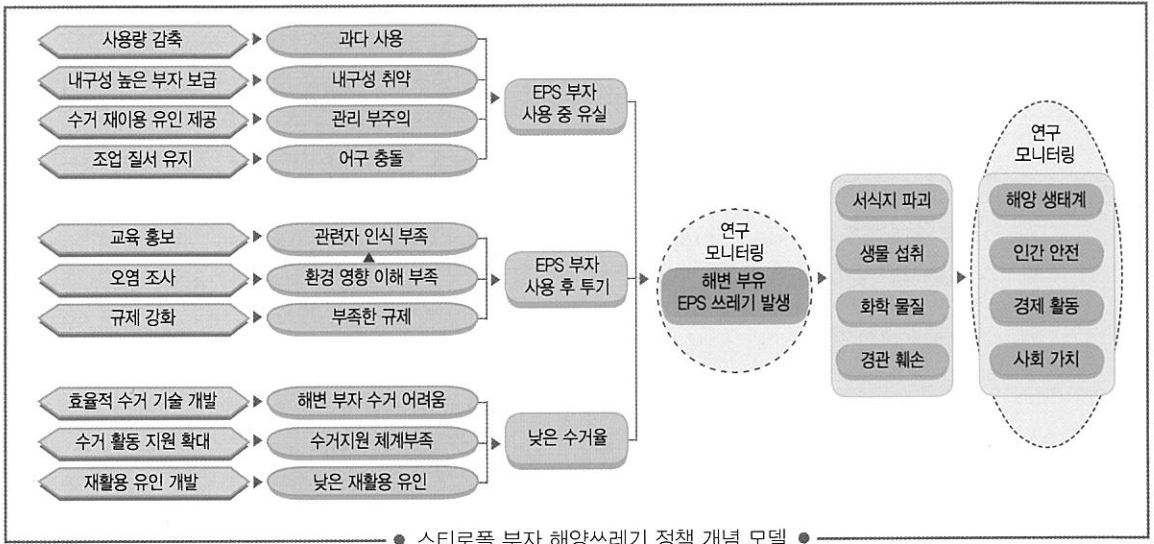 사용량 감축
과다 사용
내구성 높은 부자 보급
내구성 취약
수거 재이용 유인 제공
관리 부주의
조업 질서 유지
어구 충돌
EPS 부자
사용 중 유실
교육 홍보
관련자 인식 부족
오염 조사
환경 영향 이해 부족
규제 강화
부족한 규제
EPS 부자
사용 후 투기
효율적 수거 기술 개발
해변 부자 수거 어려움
수거 활동 지원 확대
수거지원 체계부족
재활용 유인 개발
낮은 재활용 유인
낮은 수거율
연구
모니터링
해변 부유
EPS 쓰레기 발생
서식지 파괴
생물 섭취
화학 물질
경관 훼손
연구
모니터링
해양 생태계
인간 안전
경제 활동
사회 가치
● 스티로폼 부자 해양쓰레기 정책 개념 모델 ●